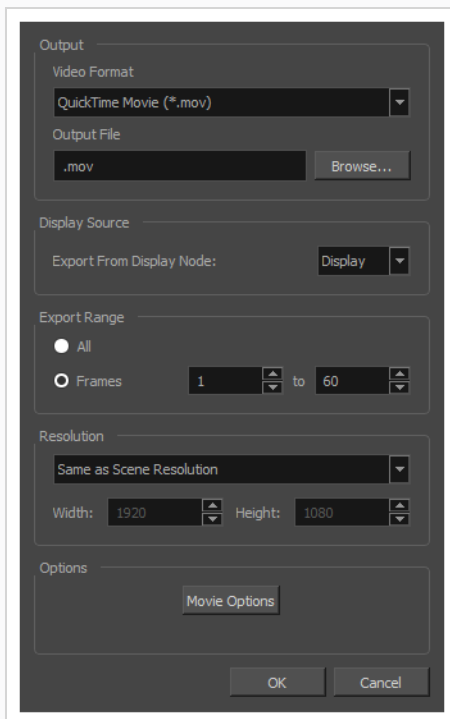 Output
Video Format
QuickTime Movie (*.mov)
Output File
.mov Browse...
Display Source
Export From Display Node: Display
Export Range
All
Frames 1 to 60
Resolution
Same as Scene Resolution
Width: 1920 Height: 1080
Options
Movie Options
OK Cancel